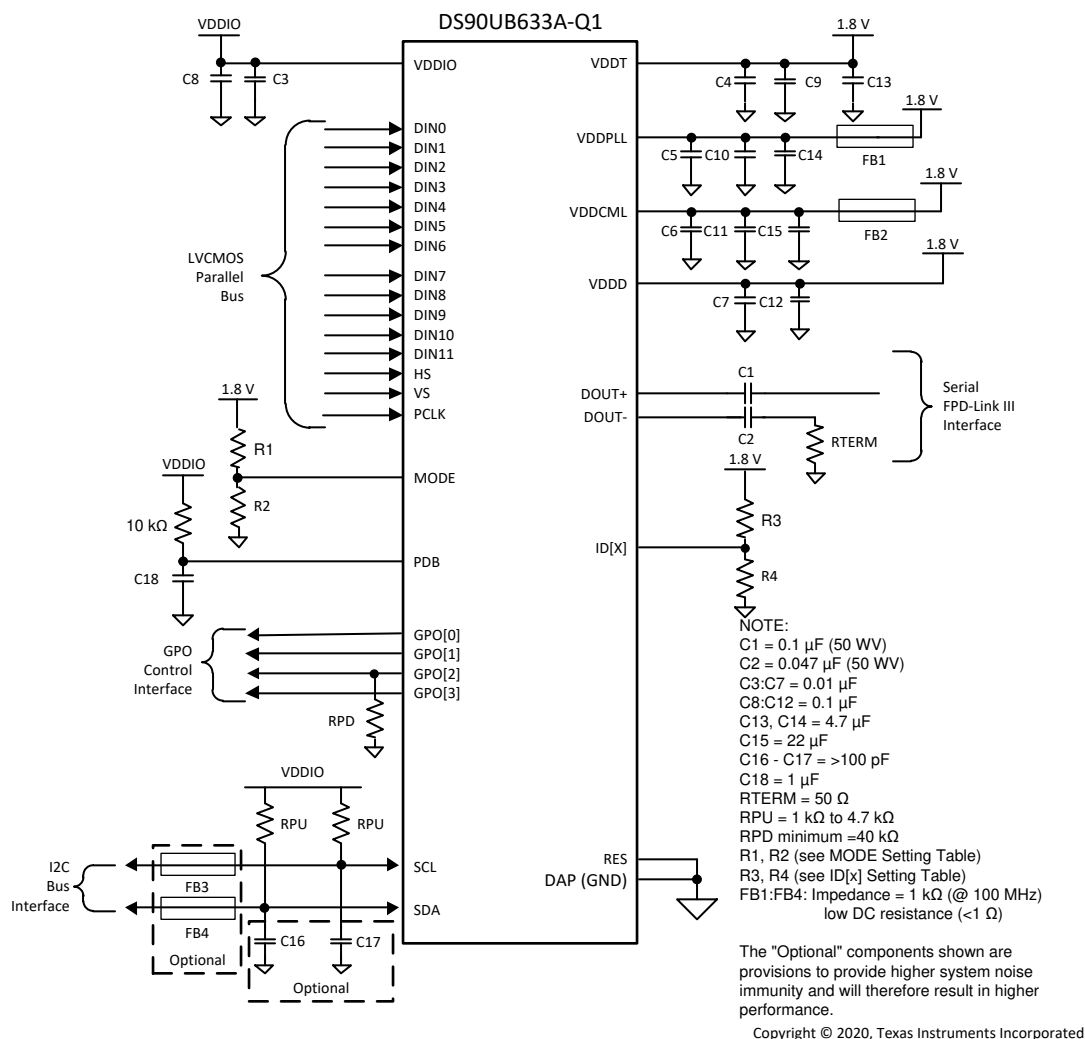 DS90UB633A-Q1
VDDIO
C8
C3
VDDIO
DIN0
DIN1
DIN2
DIN3
DIN4
DIN5
DIN6
DIN7
DIN8
DIN9
DIN10
DIN11
HS
VS
PCLK
LVCMOS
Parallel
Bus
1.8 V
R1
R2
MODE
VDDIO
10 kΩ
C18
PDB
GPO[0]
GPO[1]
GPO[2]
GPO[3]
GPO
Control
Interface
RPD
VDDIO
RPU
RPU
I2C
Bus
Interface
FB3
FB4
Optional
SCL
SDA
C16
C17
Optional
1.8 V
VDDT
C4
C9
C13
1.8 V
VDDPLL
C5
C10
C14
FB1
1.8 V
VDDCML
C6
C11
C15
FB2
1.8 V
VDDD
C7
C12
DOUT+
DOUT-
C1
C2
RTERM
Serial
FPD-Link III
Interface
1.8 V
R3
ID[X]
R4
RES
DAP (GND)
NOTE:
C1 = 0.1 µF (50 WV)
C2 = 0.047 µF (50 WV)
C3:C7 = 0.01 µF
C8:C12 = 0.1 µF
C13, C14 = 4.7 µF
C15 = 22 µF
C16 - C17 = >100 pF
C18 = 1 µF
RTERM = 50 Ω
RPU = 1 kΩ to 4.7 kΩ
RPD minimum =40 kΩ
R1, R2 (see MODE Setting Table)
R3, R4 (see ID[x] Setting Table)
FB1:FB4: Impedance = 1 kΩ (@ 100 MHz)
low DC resistance (<1 Ω)
The "Optional" components shown are
provisions to provide higher system noise
immunity and will therefore result in higher
performance.
Copyright © 2020, Texas Instruments Incorporated